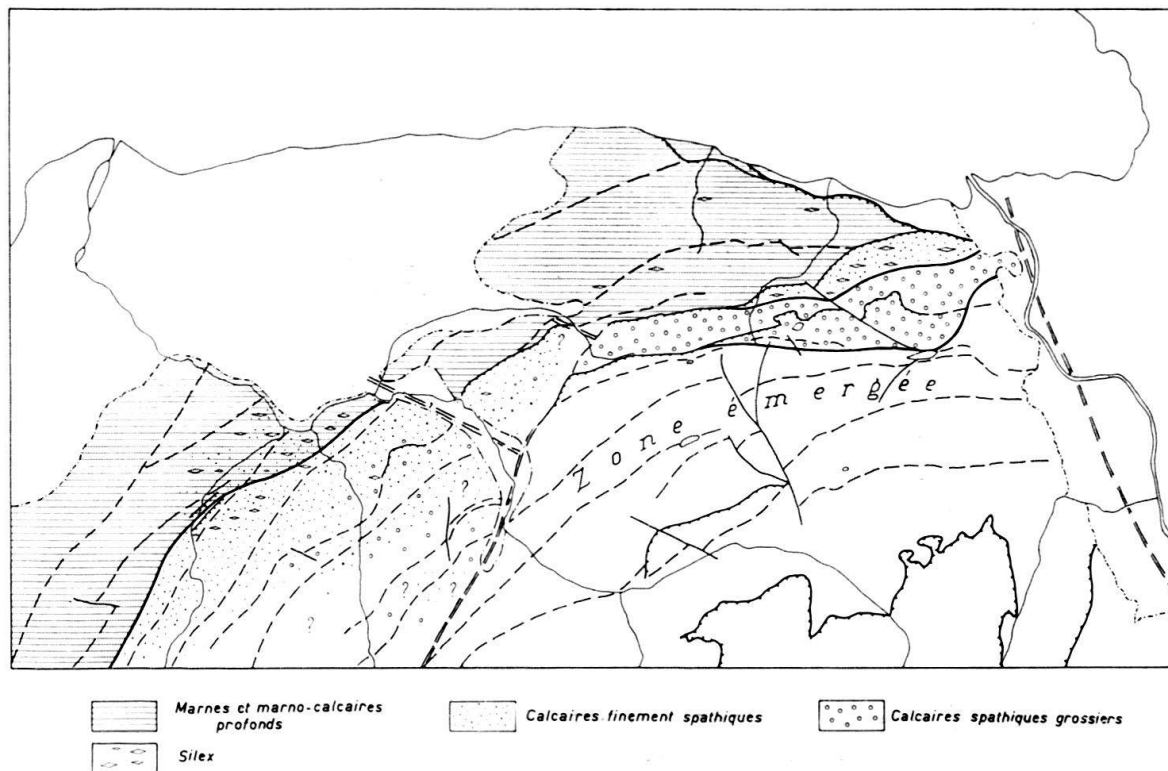 Zone émergée
?
?
?
?
?
?
Marnes et marno-calcaires
profonds
Calcaires finement spathiques
Calcaires spathiques grossiers
Silex